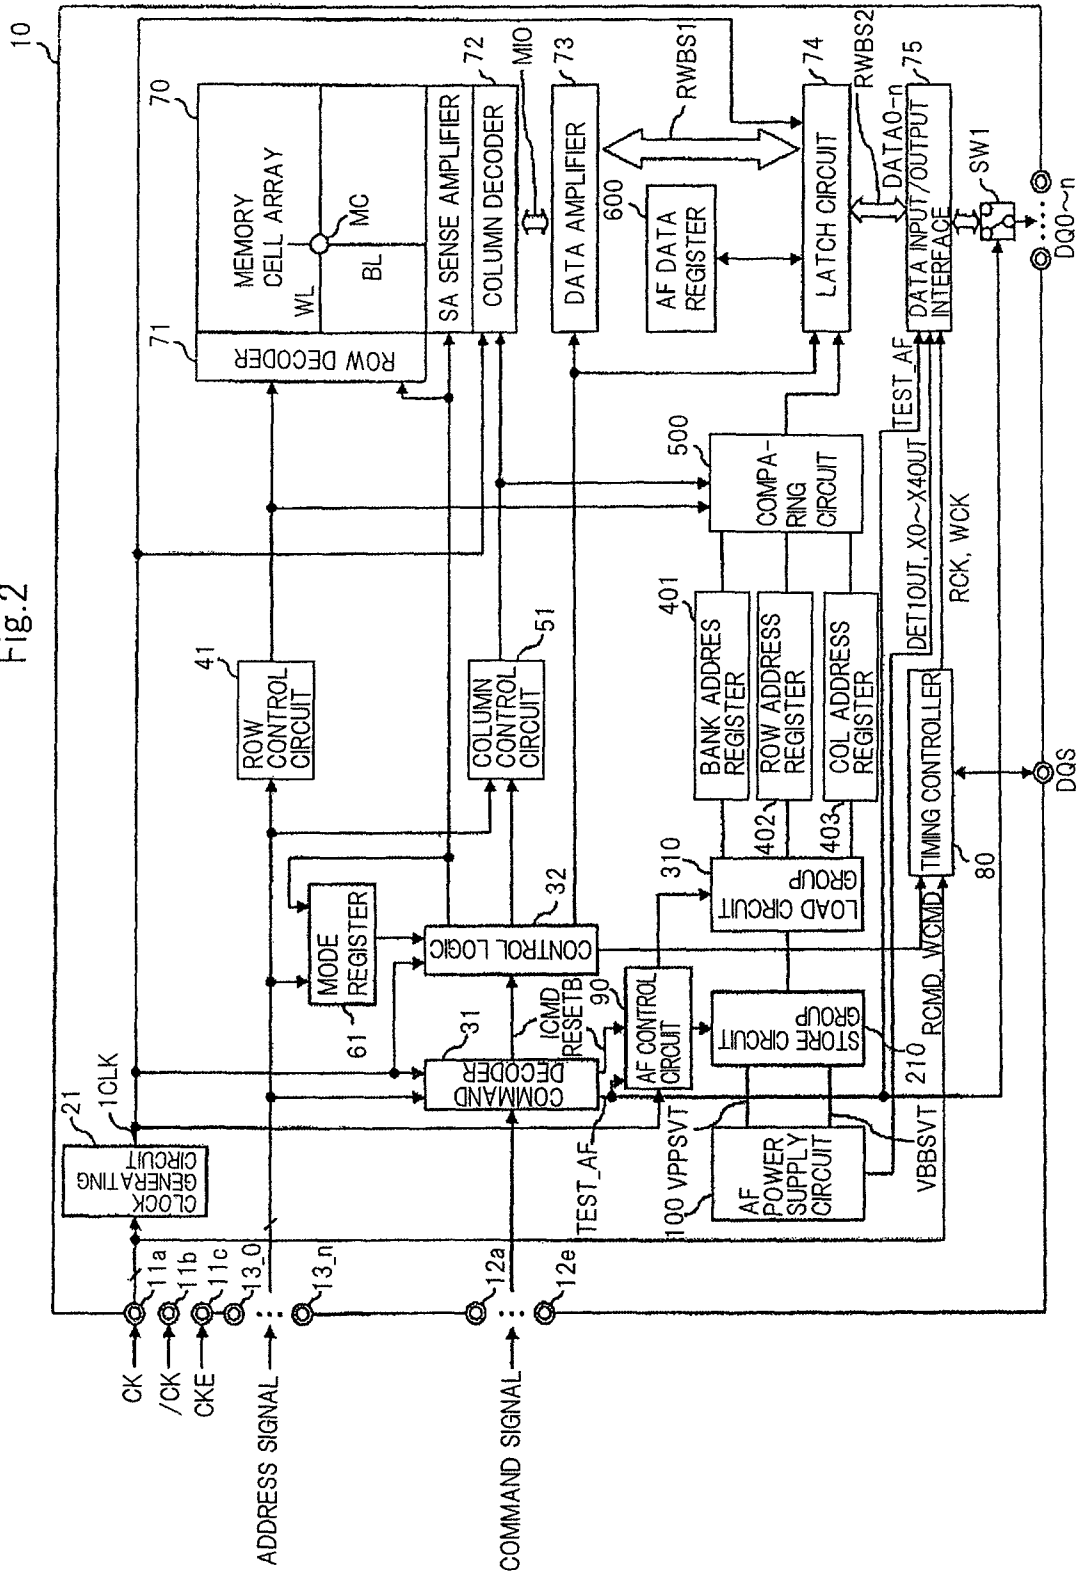 Fig.2
10
CK
/CK
CKE
11a
11b
11c
13_0
13_n
ADDRESS SIGNAL
COMMAND SIGNAL
12a
12e
21
CLOCK
GENERATING
CIRCUIT
1CLK
41
ROW
CONTROL
CIRCUIT
61
MODE
REGISTER
31
COMMAND
DECODER
ICMD
RESETB
32
CONTROL LOGIC
51
COLUMN
CONTROL
CIRCUIT
70
MEMORY
CELL ARRAY
WL
MC
BL
71
ROW DECODER
SA SENSE AMPLIFIER
72
COLUMN DECODER
MIO
73
DATA AMPLIFIER
RWBS1
600
AF DATA
REGISTER
74
LATCH CIRCUIT
RWBS2
DATA0-n
75
DATA INPUT/OUTPUT
INTERFACE
SW1
DQ0~n
TEST_AF
90
AF CONTROL
CIRCUIT
100
AF
POWER
SUPPLY
CIRCUIT
VPPSVT
VBBSVT
210
STORE CIRCUIT
GROUP
310
LOAD CIRCUIT
GROUP
401
BANK ADDRES
REGISTER
402
ROW ADDRESS
REGISTER
403
COL ADDRESS
REGISTER
500
COMPA-
RING
CIRCUIT
TEST_AF
DET1OUT, X0~X4OUT
RCK, WCK
RCMD, WCMD
80
TIMING CONTROLLER
DQS